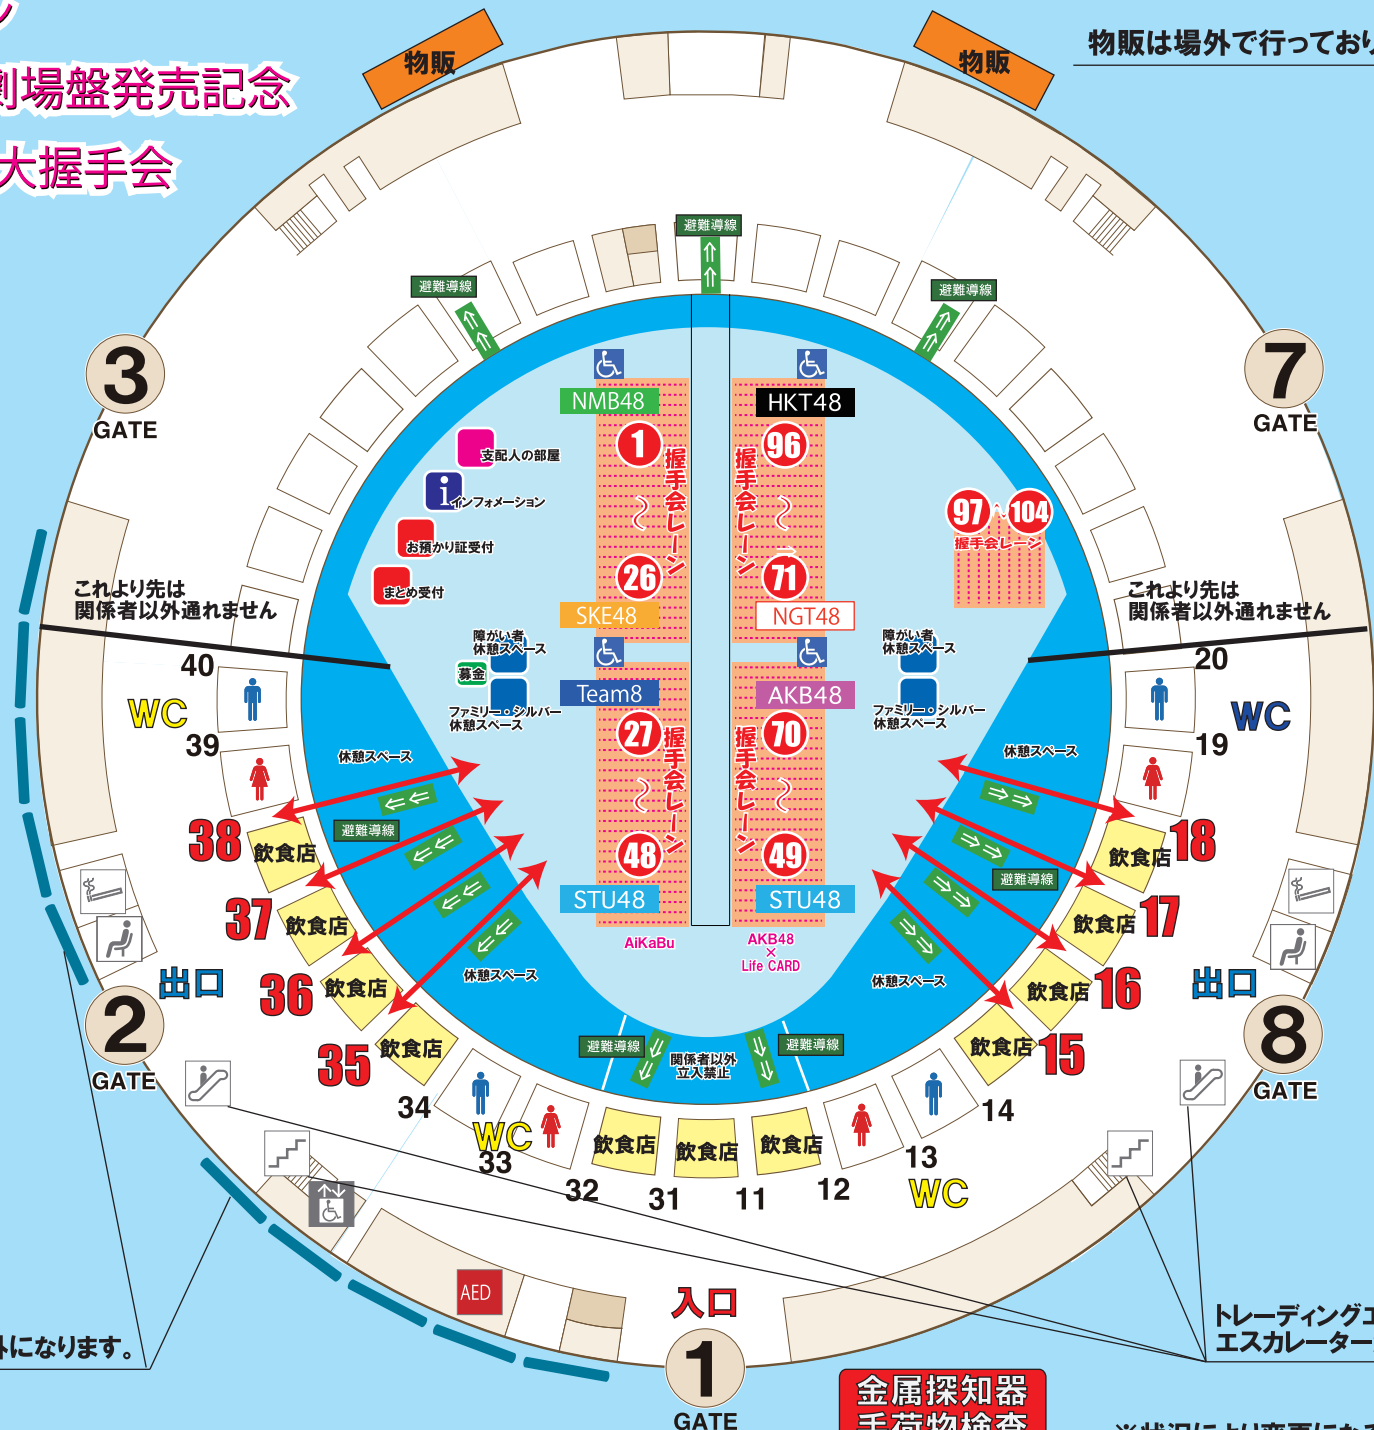 ン
劇場盤発売記念
大握手会
物販
物販
物販は場外で行っており
避難導線
避難導線
避難導線
3
GATE
7
GATE
NMB48
HKT48
1
96
握手会レーン
握手会レーン
〜
〜
26
71
SKE48
NGT48
97
〜
104
握手会レーン
支配人の部屋
i
インフォメーション
お預かり証受付
まとめ受付
これより先は
関係者以外通れません
これより先は
関係者以外通れません
障がい者
休憩スペース
募金
ファミリー・シルバー
休憩スペース
障がい者
休憩スペース
ファミリー・シルバー
休憩スペース
Team8
AKB48
27
70
握手会レーン
握手会レーン
〜
〜
48
49
STU48
STU48
AiKaBu
AKB48
×
Life CARD
40
WC
39
20
WC
19
休憩スペース
休憩スペース
避難導線
避難導線
38
飲食店
37
飲食店
36
飲食店
35
飲食店
飲食店
18
飲食店
17
飲食店
16
飲食店
15
休憩スペース
休憩スペース
出口
出口
2
GATE
8
GATE
避難導線
関係者以外
立入禁止
避難導線
34
WC
33
32
飲食店
31
飲食店
11
飲食店
12
13
WC
14
AED
入口
1
GATE
外になります。
トレーディングエ
エスカレーター
金属探知器
手荷物検査
※状況により変更になる